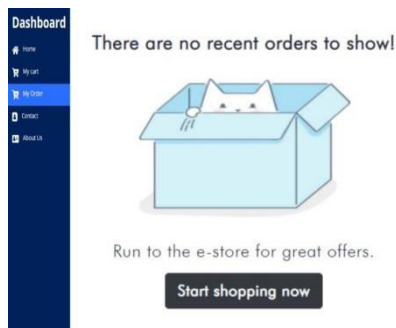 Dashboard
Home
My cart
My Order
Contact
About Us
There are no recent orders to show!
Run to the e-store for great offers.
Start shopping now